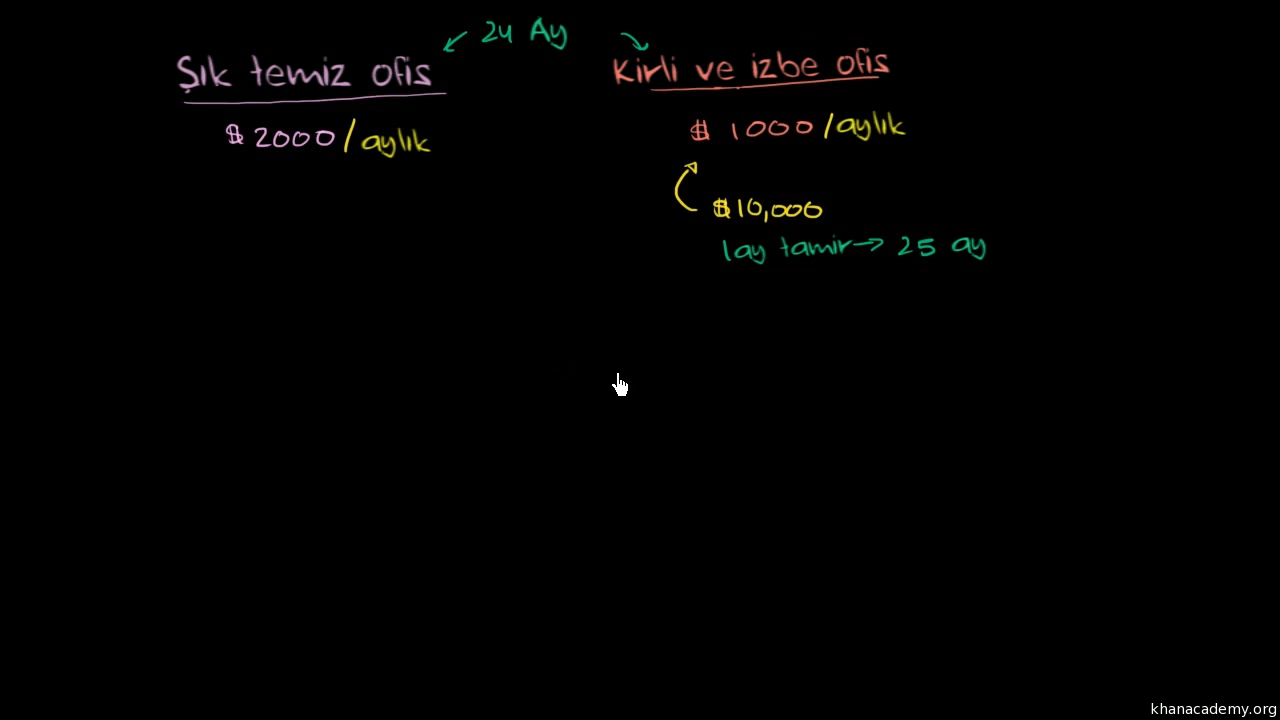 24 Ay
Şık temiz ofis
$ 2000/aylık
Kirli ve izbe ofis
$ 1000/aylık
$10,000
1ay tamir→ 25 ay
khanacademy.org